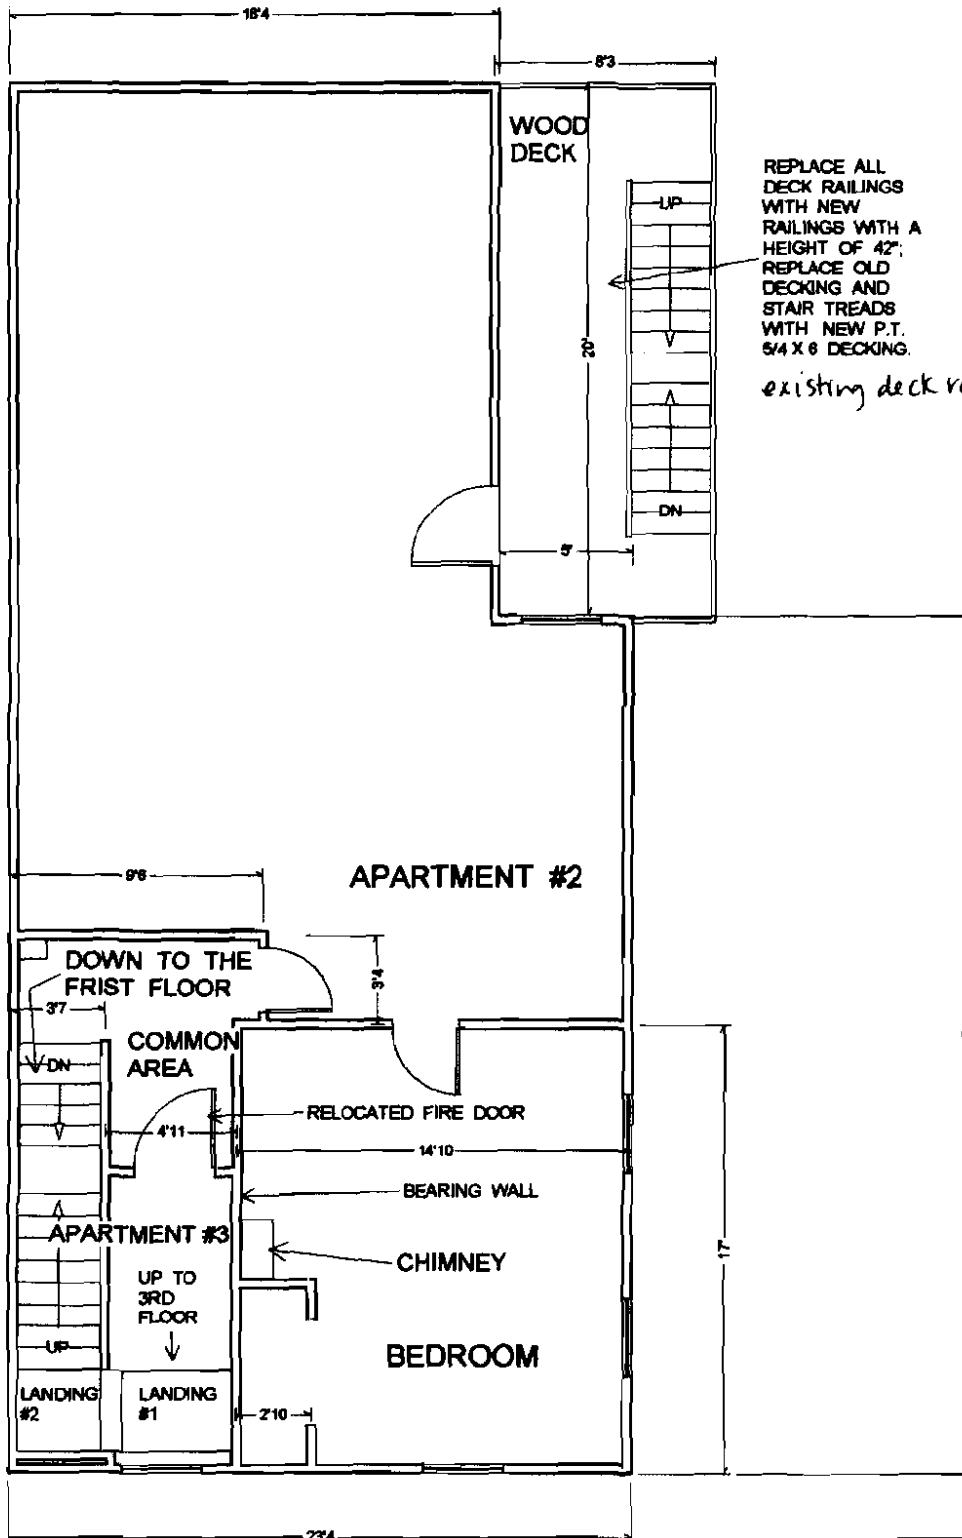 18'4
8'3
WOOD
DECK
REPLACE ALL
DECK RAILINGS
WITH NEW
RAILINGS WITH A
HEIGHT OF 42";
REPLACE OLD
DECKING AND
STAIR TREADS
WITH NEW P.T.
5/4 X 6 DECKING.
existing deck
UP
20'
DN
5'
APARTMENT #2
9'6
DOWN TO THE
FRIST FLOOR
3'4
3'7
COMMON
AREA
DN
RELOCATED FIRE DOOR
4'11
14'10
BEARING WALL
APARTMENT #3
CHIMNEY
17'
UP TO
3RD
FLOOR
UP
BEDROOM
LANDING
#2
LANDING
#1
2'10
23'4